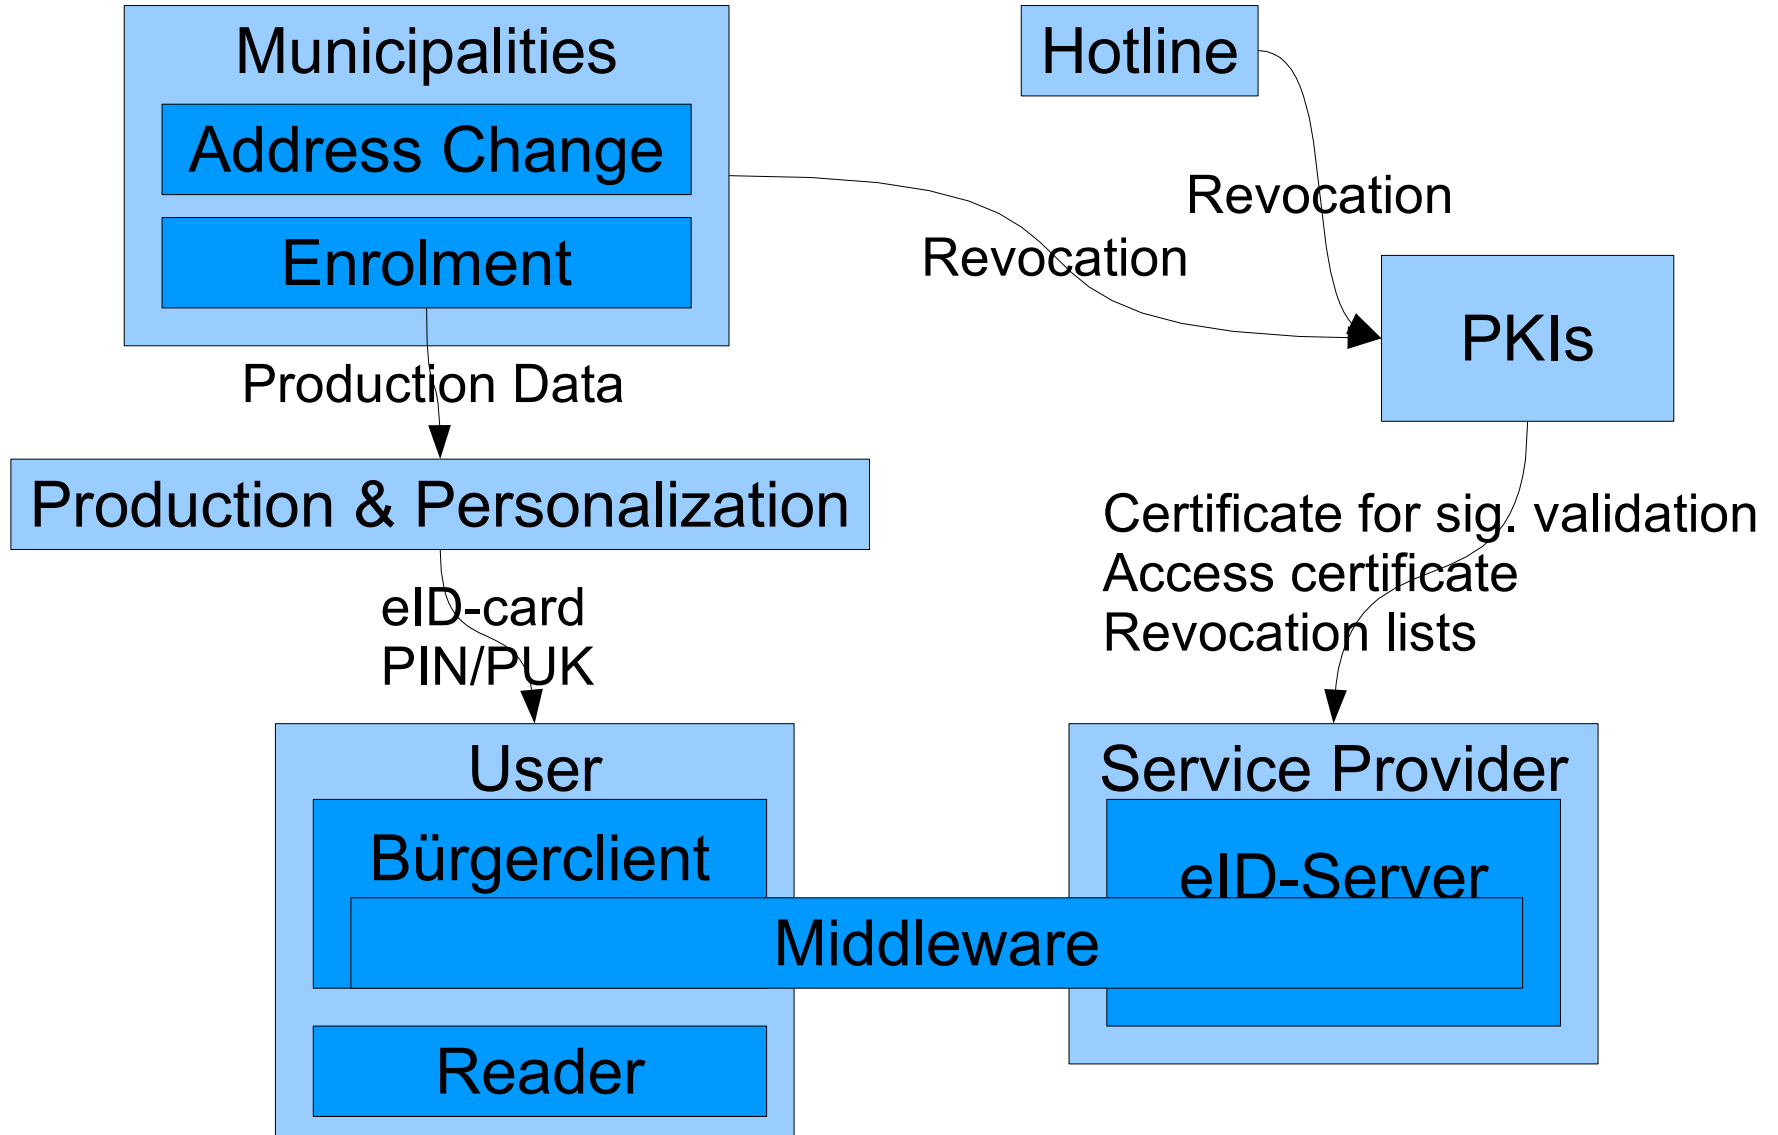 Municipalities
Hotline
Address Change
Revocation
Enrolment
Revocation
PKIs
Production Data
Production & Personalization
Certificate for sig. validation
Access certificate
Revocation lists
eID-card
PIN/PUK
User
Service Provider
Bürgerclient
eID-Server
Middleware
Reader